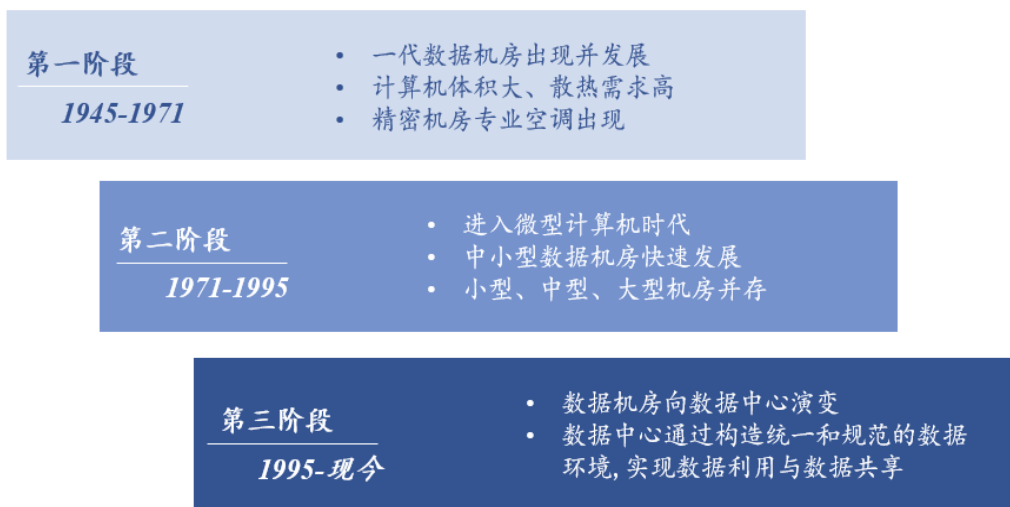 第一阶段
1945-1971
• 一代数据机房出现并发展
• 计算机体积大、散热需求高
• 精密机房专业空调出现
第二阶段
1971-1995
• 进入微型计算机时代
• 中小型数据机房快速发展
• 小型、中型、大型机房并存
第三阶段
1995-现今
• 数据机房向数据中心演变
• 数据中心通过构造统一和规范的数据
环境,实现数据利用与数据共享